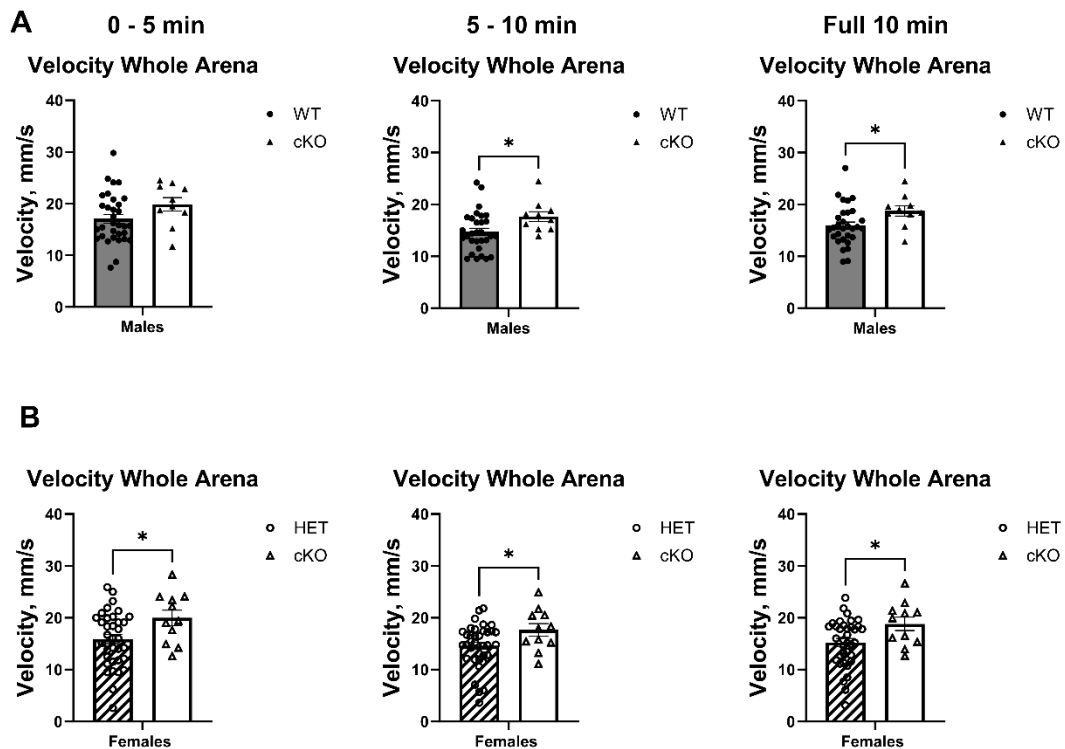 A
0 - 5 min
5 - 10 min
Full 10 min
Velocity Whole Arena
Velocity, mm/s
40
30
20
10
0
WT
cKO
Males
Velocity Whole Arena
Velocity, mm/s
40
30
20
10
0
*
WT
cKO
Males
Velocity Whole Arena
Velocity, mm/s
40
30
20
10
0
*
WT
cKO
Males
B
Velocity Whole Arena
Velocity, mm/s
40
30
20
10
0
*
HET
cKO
Females
Velocity Whole Arena
Velocity, mm/s
40
30
20
10
0
*
HET
cKO
Females
Velocity Whole Arena
Velocity, mm/s
40
30
20
10
0
*
HET
cKO
Females